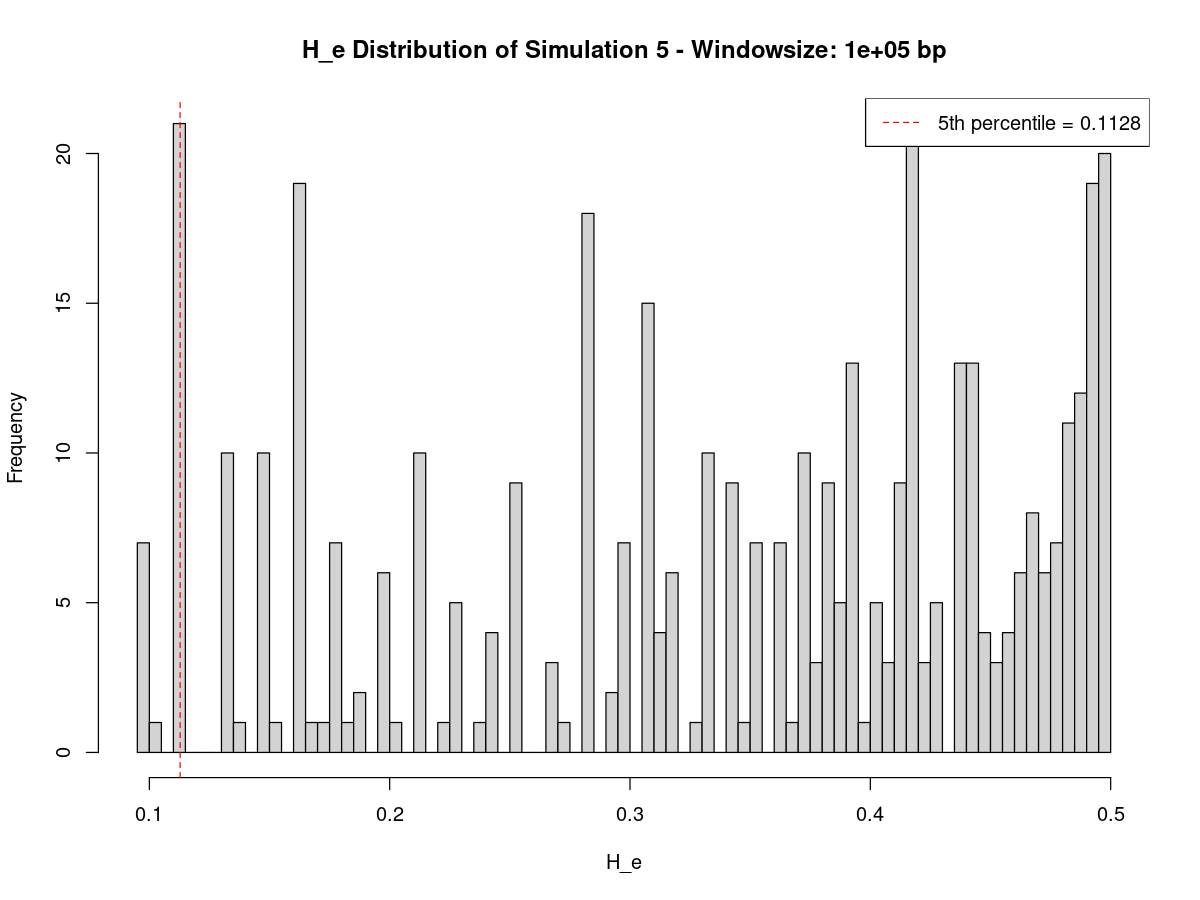 H_e Distribution of Simulation 5 - Windowsize: 1e+05 bp
5th percentile = 0.1128
20
15
10
5
0
Frequency
0.1 0.2 0.3 0.4 0.5
H_e